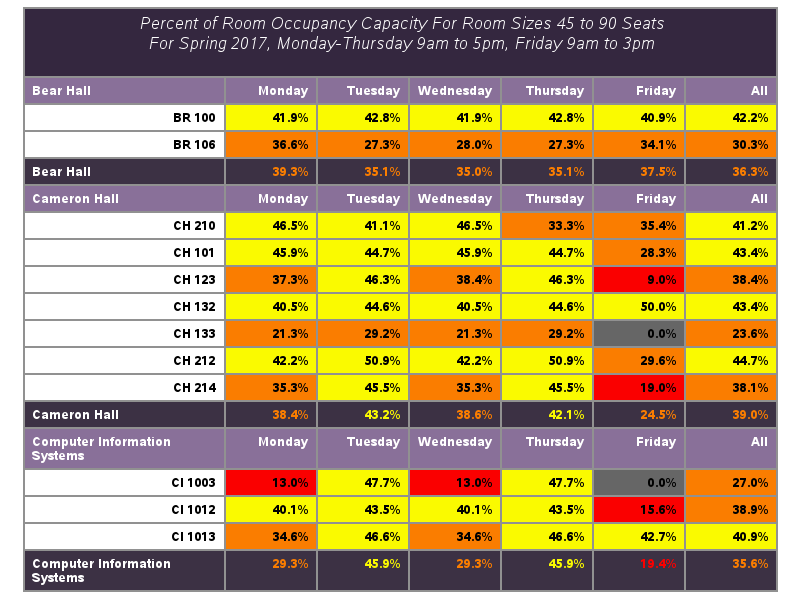 Percent of Room Occupancy Capacity For Room Sizes 45 to 90 Seats
For Spring 2017, Monday-Thursday 9am to 5pm, Friday 9am to 3pm
Bear Hall Monday Tuesday Wednesday Thursday Friday All
BR 100 41.9% 42.8% 41.9% 42.8% 40.9% 42.2%
BR 106 36.6% 27.3% 28.0% 27.3% 34.1% 30.3%
Bear Hall 39.3% 35.1% 35.0% 35.1% 37.5% 36.3%
Cameron Hall Monday Tuesday Wednesday Thursday Friday All
CH 210 46.5% 41.1% 46.5% 33.3% 35.4% 41.2%
CH 101 45.9% 44.7% 45.9% 44.7% 28.3% 43.4%
CH 123 37.3% 46.3% 38.4% 46.3% 9.0% 38.4%
CH 132 40.5% 44.6% 40.5% 44.6% 50.0% 43.4%
CH 133 21.3% 29.2% 21.3% 29.2% 0.0% 23.6%
CH 212 42.2% 50.9% 42.2% 50.9% 29.6% 44.7%
CH 214 35.3% 45.5% 35.3% 45.5% 19.0% 38.1%
Cameron Hall 38.4% 43.2% 38.6% 42.1% 24.5% 39.0%
Computer Information Monday Tuesday Wednesday Thursday Friday All
Systems
CI 1003 13.0% 47.7% 13.0% 47.7% 0.0% 27.0%
CI 1012 40.1% 43.5% 40.1% 43.5% 15.6% 38.9%
CI 1013 34.6% 46.6% 34.6% 46.6% 42.7% 40.9%
Computer Information 29.3% 45.9% 29.3% 45.9% 19.4% 35.6%
Systems